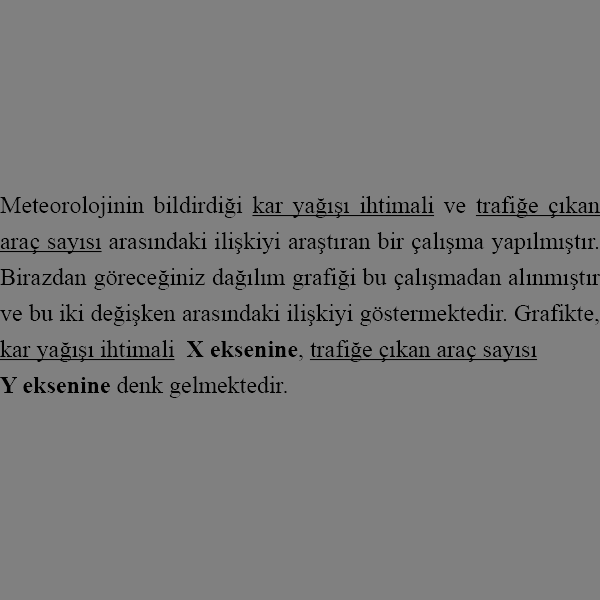 Meteorolojinin bildirdiği kar yağışı ihtimali ve trafiğe çıkan
araç sayısı arasındaki ilişkiyi araştıran bir çalışma yapılmıştır.
Birazdan göreceğiniz dağılım grafiği bu çalışmadan alınmıştır
ve bu iki değişken arasındaki ilişkiyi göstermektedir. Grafikte,
kar yağışı ihtimali X eksenine, trafiğe çıkan araç sayısı
Y eksenine denk gelmektedir.